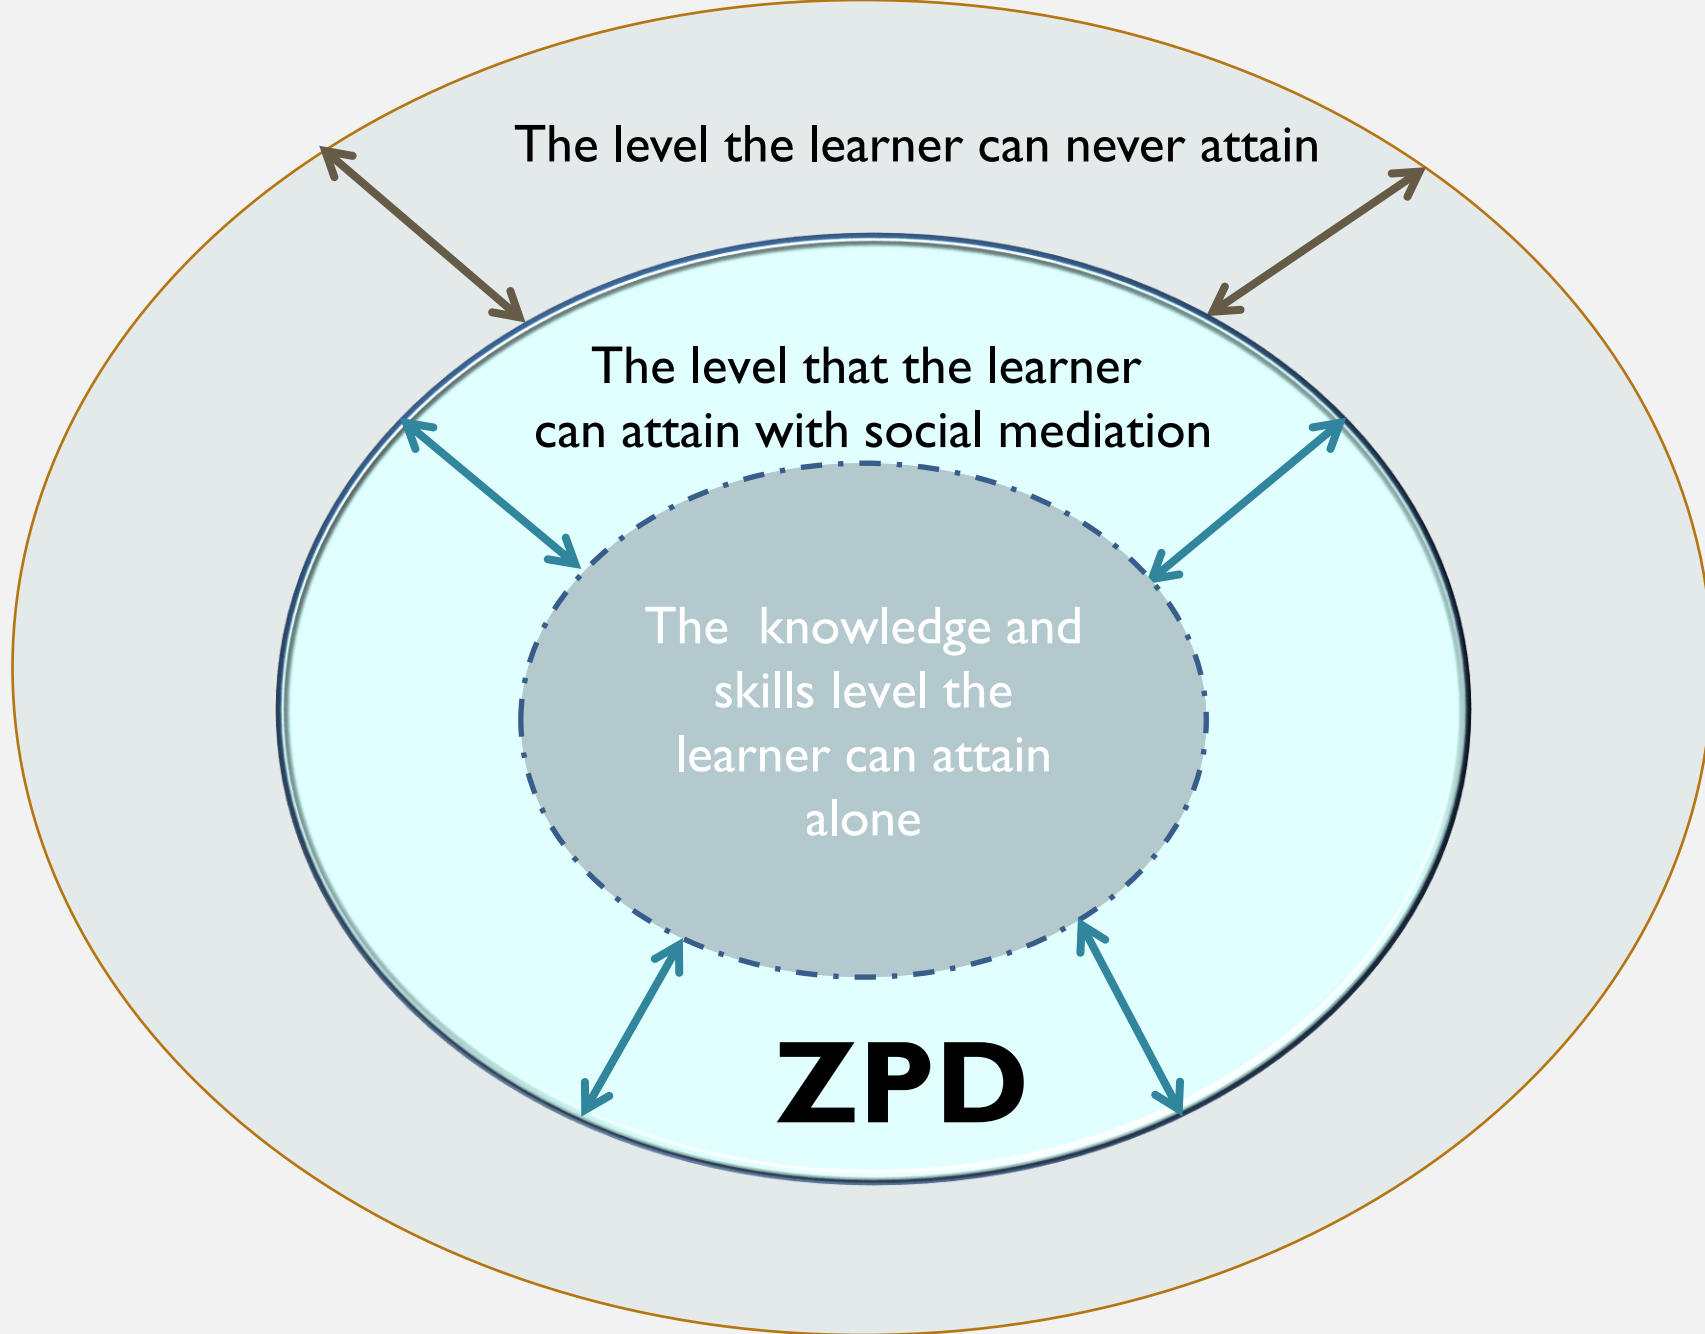 The level the learner can never attain
The level that the learner
can attain with social mediation
The  knowledge and
skills level the
learner can attain
alone
ZPD